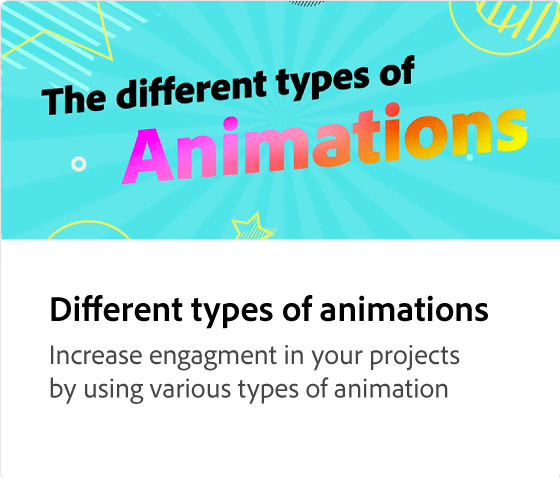 The different types of
Animations
Different types of animations
Increase engagment in your projects
by using various types of animation